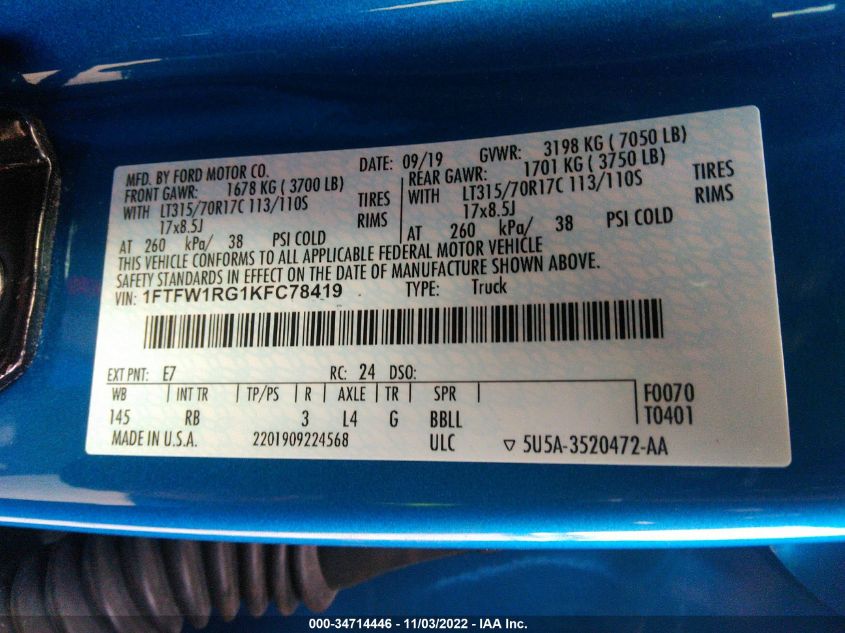 MFD. BY FORD MOTOR CO. DATE: 09/19 GVWR: 3198 KG ( 7050 LB)
FRONT GAWR: 1678 KG ( 3700 LB) REAR GAWR: 1701 KG ( 3750 LB)
WITH LT315/70R17C 113/110S TIRES WITH LT315/70R17C 113/110S TIRES
17x8.5J RIMS 17x8.5J RIMS
AT 260 kPa/ 38 PSI COLD AT 260 kPa/ 38 PSI COLD
THIS VEHICLE CONFORMS TO ALL APPLICABLE FEDERAL MOTOR VEHICLE
SAFETY STANDARDS IN EFFECT ON THE DATE OF MANUFACTURE SHOWN ABOVE.
VIN: 1FTFW1RG1KFC78419 TYPE: Truck
EXT PNT: E7 RC: 24 DSO:
WB INT TR TP/PS R AXLE TR SPR F0070
145 RB 3 L4 G BBLL T0401
MADE IN U.S.A. 2201909224568 ULC ▽ 5U5A-3520472-AA
000-34714446 - 11/03/2022 - IAA Inc.